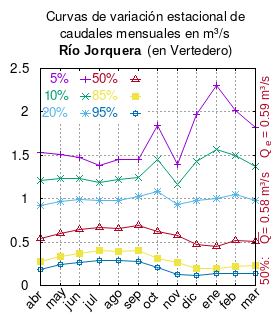 Curvas de variación estacional de
caudales mensuales en m³/s
Río Jorquera (en Vertedero)
2.5
2
1.5
1
0.5
0
5% 50%
10% 85%
20% 95%
abr
may
jun
jul
ago
sep
oct
nov
dic
ene
feb
mar
50%: Q = 0.58 m³/s Q e = 0.59 m³/s